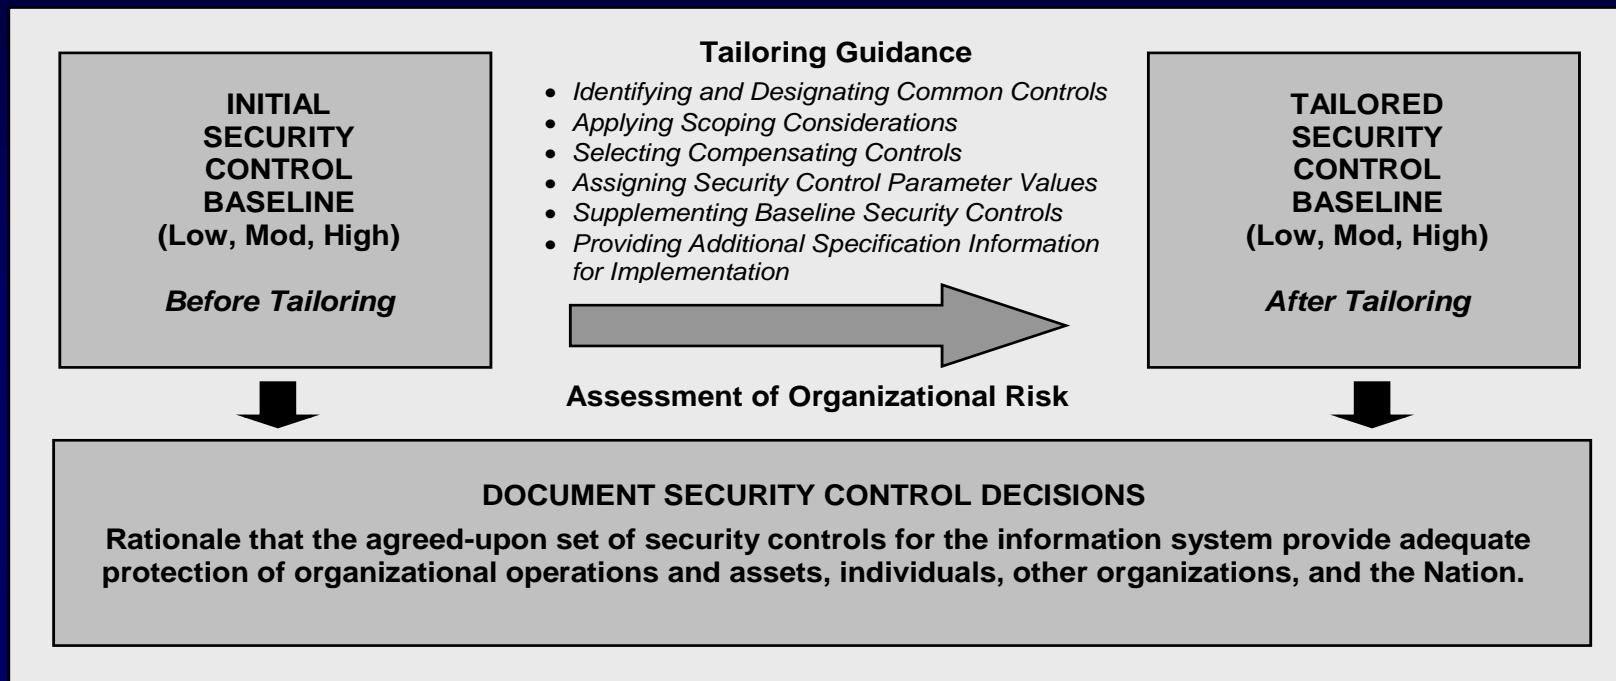 INITIAL
SECURITY
CONTROL
BASELINE
(Low, Mod, High)
Before Tailoring
Tailoring Guidance
• Identifying and Designating Common Controls
• Applying Scoping Considerations
• Selecting Compensating Controls
• Assigning Security Control Parameter Values
• Supplementing Baseline Security Controls
• Providing Additional Specification Information
for Implementation
Assessment of Organizational Risk
TAILORED
SECURITY
CONTROL
BASELINE
(Low, Mod, High)
After Tailoring
DOCUMENT SECURITY CONTROL DECISIONS
Rationale that the agreed-upon set of security controls for the information system provide adequate
protection of organizational operations and assets, individuals, other organizations, and the Nation.